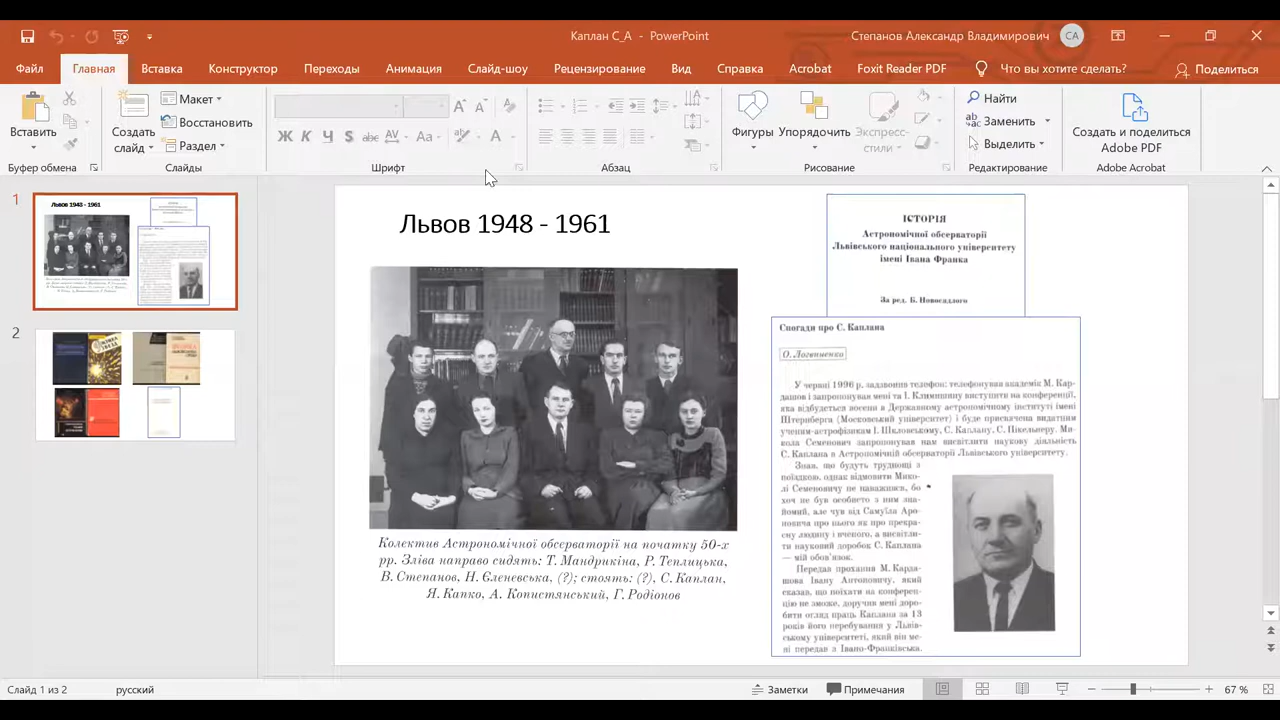 Каплан С_А - PowerPoint
Степанов Александр Владимирович
СА
Файл
Главная
Вставка
Конструктор
Переходы
Анимация
Слайд-шоу
Рецензирование
Вид
Справка
Acrobat
Foxit Reader PDF
Что вы хотите сделать?
Поделиться
Вставить
Буфер обмена
Создать слайд
Макет
Восстановить
Раздел
Слайды
Ж К Ч S abc AV Aa А
Шрифт
Абзац
Фигуры
Упорядочить
Экспресс-стили
Рисование
Найти
Заменить
Выделить
Редактирование
Создать и поделиться
Adobe PDF
Adobe Acrobat
1
Львов 1948 - 1961
2
Львов 1948 - 1961
Колектив Астрономічної обсерваторії на початку 50-х
рр. Зліва направо сидять: Т. Мандрикіна, Р. Теплицька,
В. Степанов, Н. Єленевська, (?); стоять: (?), С. Каплан,
Я. Капко, А. Копистянський, Г. Родіонов
ІСТОРІЯ
Астрономічної обсерваторії
Львівського національного університету
імені Івана Франка
За ред. Б. Новосядлого
Спогади про С. Каплана
О. Логвиненко
У червні 1996 р. задзвонив телефон: телефонував академік М. Кар-
дашов і запропонував мені та І. Климишину виступити на конференції,
яка відбудеться восени в Державному астрономічному інституті імені
Штернберга (Московський університет) і буде присвячена видатним
ученим-астрофізикам І. Шкловському, С. Каплану, С. Пікельнеру. Ми-
кола Семенович запропонував нам висвітлити наукову діяльність
С. Каплана в Астрономічній обсерваторії Львівського університету.
Знав, що будуть труднощі з
поїздкою, однак відмовити Мико-
лі Семеновичу не наважився, бо
хоч не був особисто з ним зна-
йомий, але чув від Самуїла Аро-
новича про нього як про прекра-
сну людину і вченого, а висвітли-
ти науковий доробок С. Каплана
— мій обов'язок.
Передав прохання М. Карда-
шова Івану Антоновичу, який
сказав, що поїхати на конферен-
цію не зможе, доручив мені доро-
бити огляд праць Каплана за 13
років його перебування у Львів-
ському університеті, який він ме-
ні передав з Івано-Франківська.
Слайд 1 из 2
русский
Заметки
Примечания
67 %